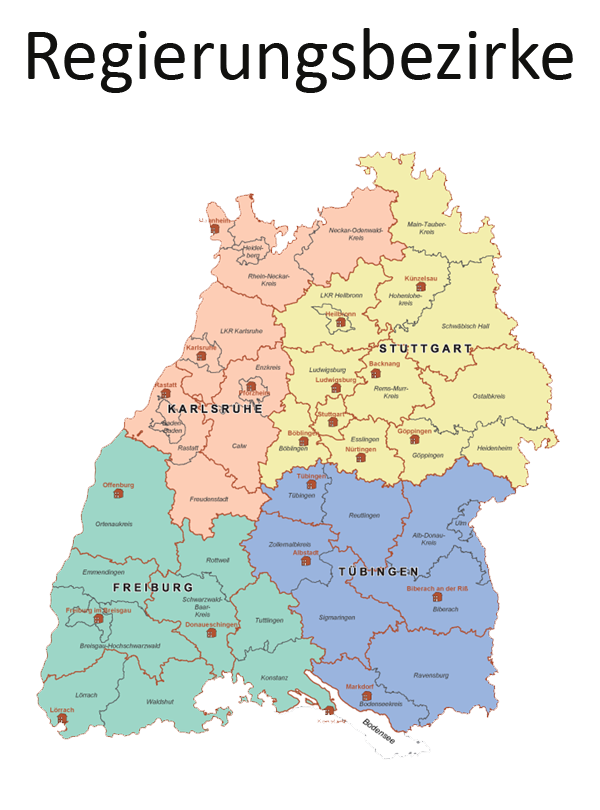 Regierungsbezirke
Main-Tauber-
Kreis
Neckar-Odenwald-
Kreis
Heidel-
berg
Rhein-Neckar-
Kreis
Künzelsau
Hohenlohe-
kreis
LKR Heilbronn
Heilbronn
Schwäbisch Hall
LKR Karlsruhe
Karlsruhe
STUTTGART
Enzkreis
Pforzheim
Ludwigsburg
Ludwigsburg
Backnang
Rems-Murr-
Kreis
Ostalbkreis
Rastatt
KARLSRUHE
Baden-
Baden
Rastatt
Calw
Stuttgart
Böblingen
Böblingen
Esslingen
Nürtingen
Göppingen
Göppingen
Heidenheim
Freudenstadt
Offenburg
Ortenaukreis
Tübingen
Tübingen
Reutlingen
Alb-Donau-
Kreis
Ulm
Zollernalbkreis
Albstadt
TÜBINGEN
Rottweil
Emmendingen
FREIBURG
Schwarzwald-
Baar-
Kreis
Biberach an der Riß
Biberach
Freiburg im Breisgau
Donaueschingen
Tuttlingen
Sigmaringen
Breisgau-Hochschwarzwald
Konstanz
Ravensburg
Lörrach
Lörrach
Waldshut
Markdorf
Bodenseekreis
Bodensee